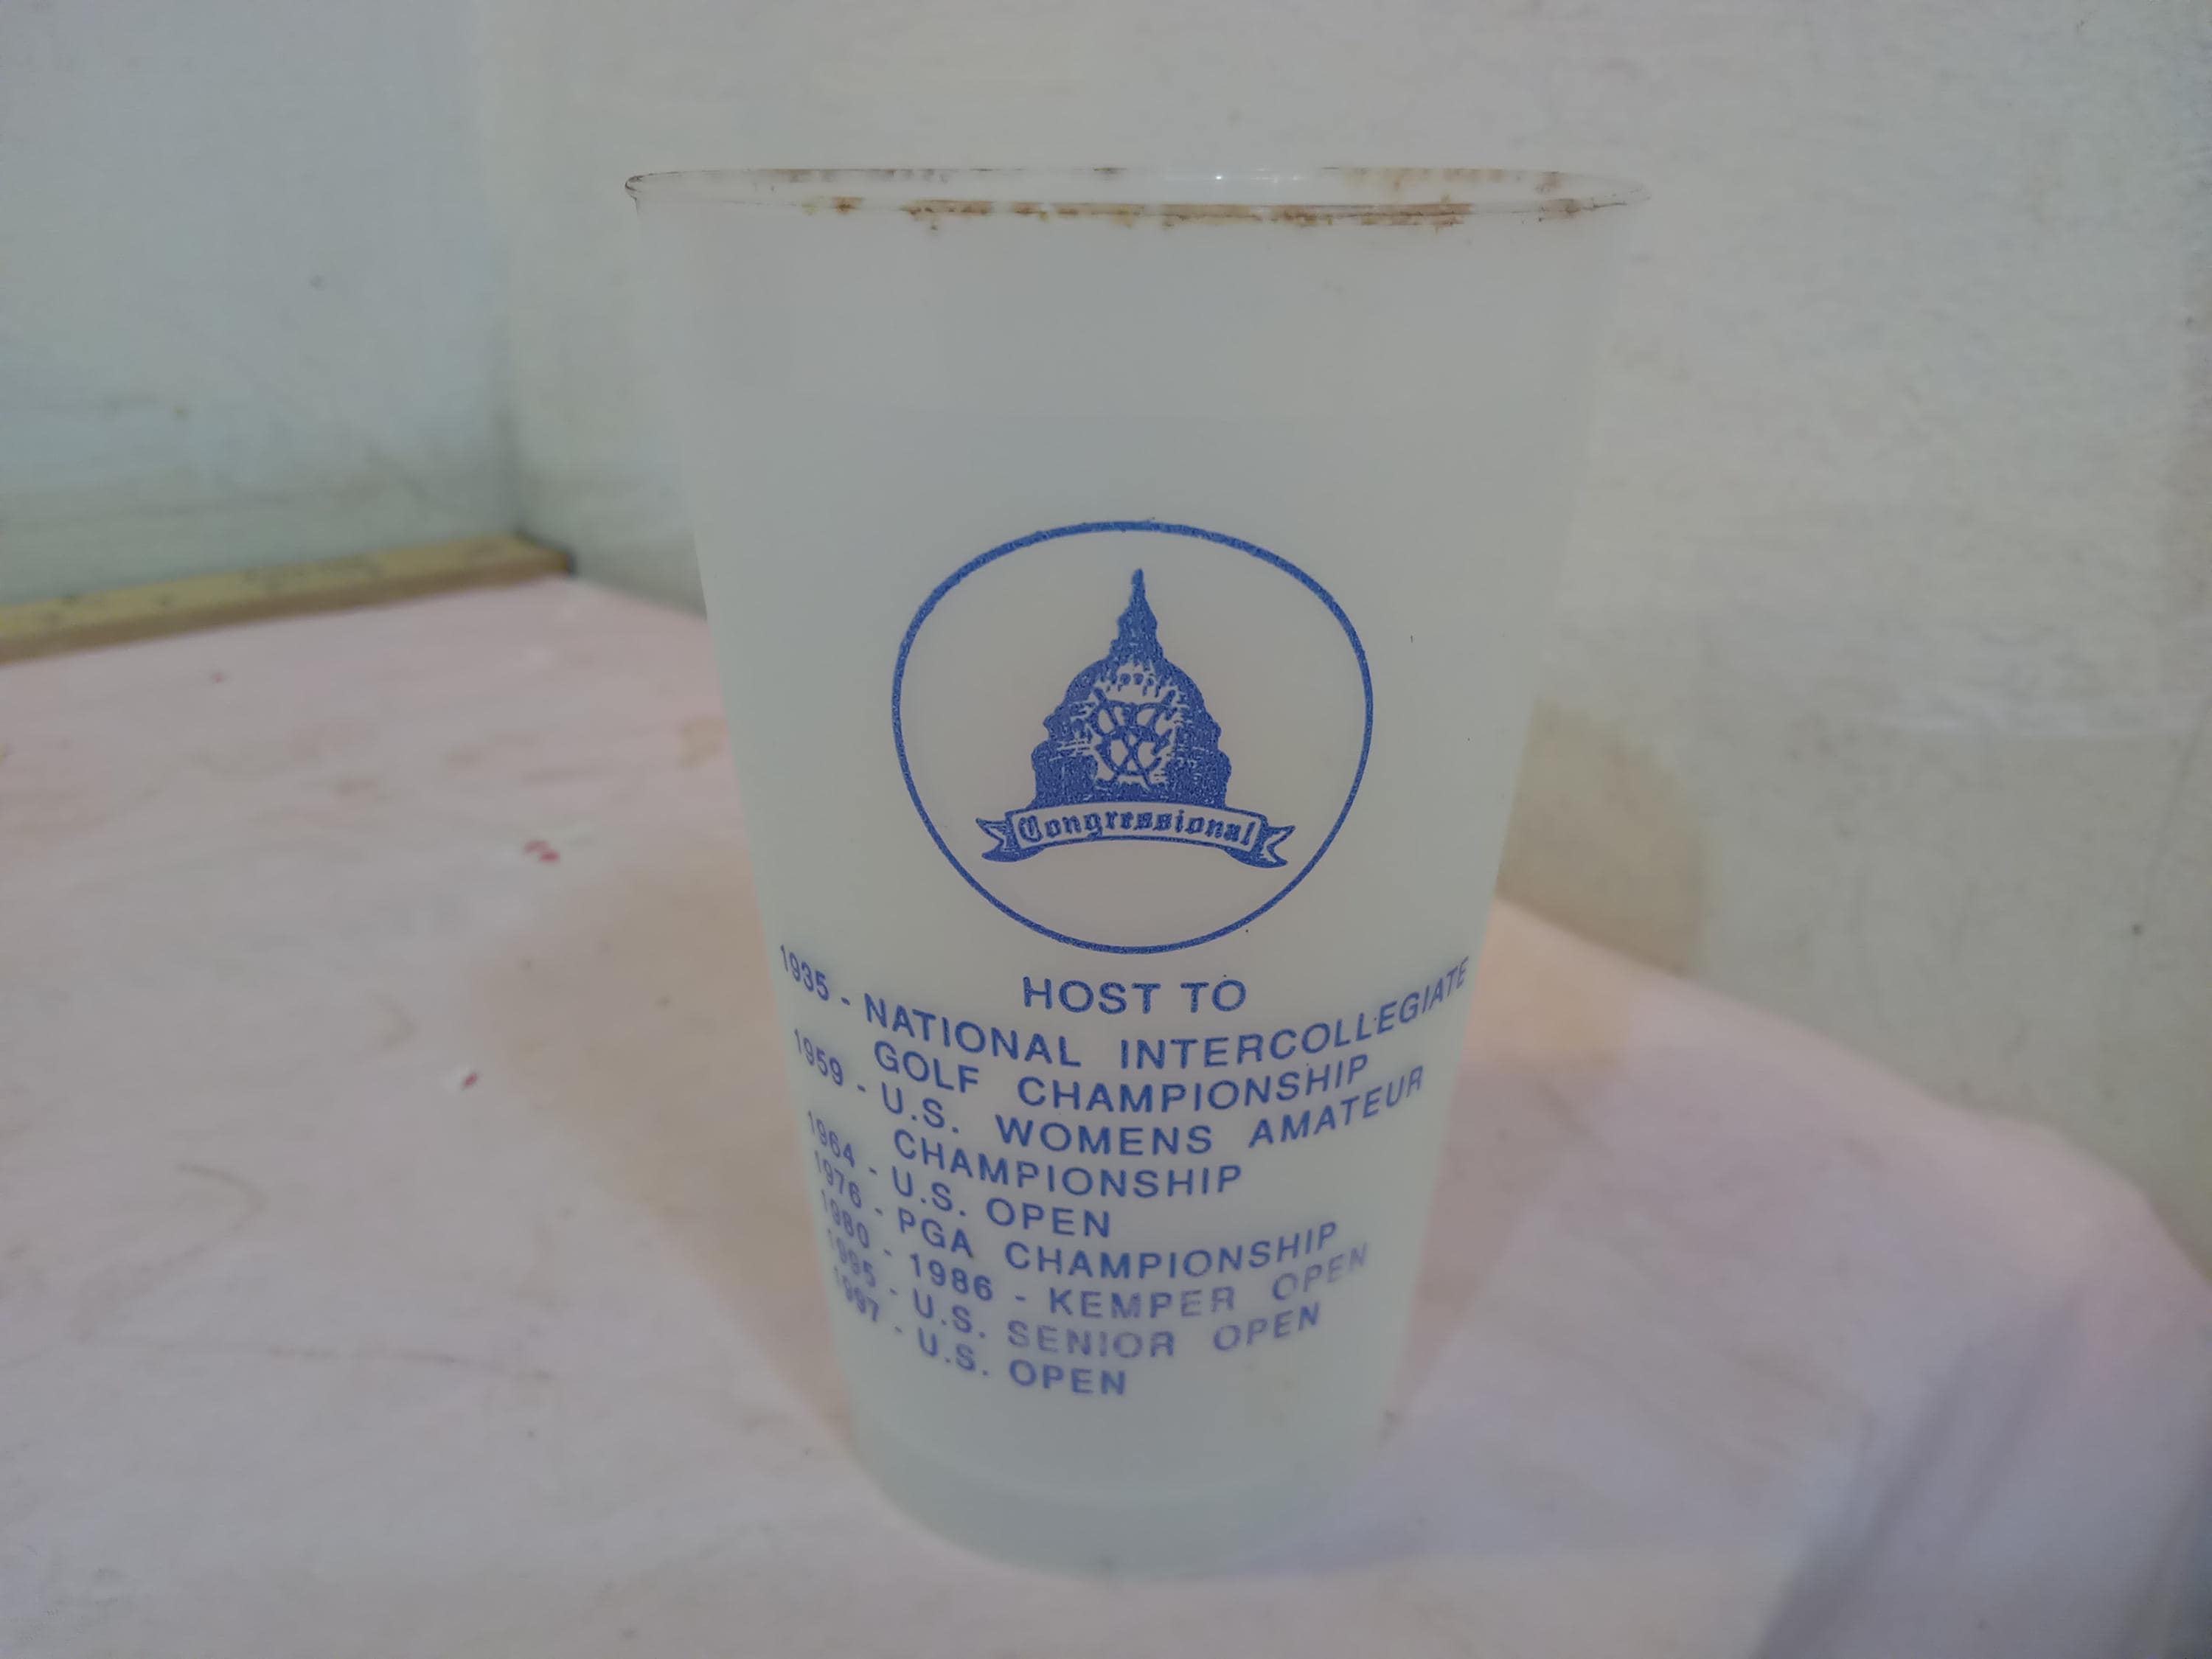 Congressional
HOST TO
1935 - NATIONAL INTERCOLLEGIATE
GOLF CHAMPIONSHIP
1959 - U.S. WOMENS AMATEUR
CHAMPIONSHIP
1964 - U.S. OPEN
1976 - PGA CHAMPIONSHIP
1980 - 1986 - KEMPER OPEN
1995 - U.S. SENIOR OPEN
1997 - U.S. OPEN